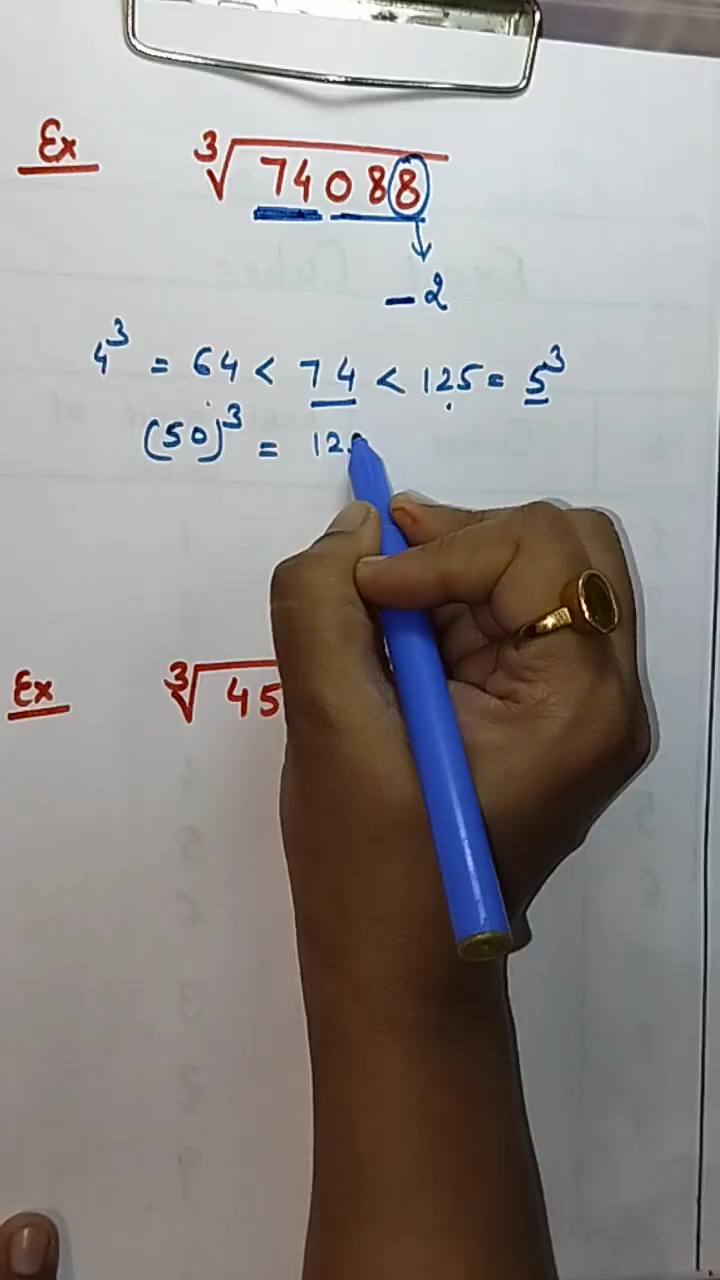 Ex ∛74088
2
4³ = 64 < 74 < 125 = 5³
(50)³ = 12
Ex ∛45